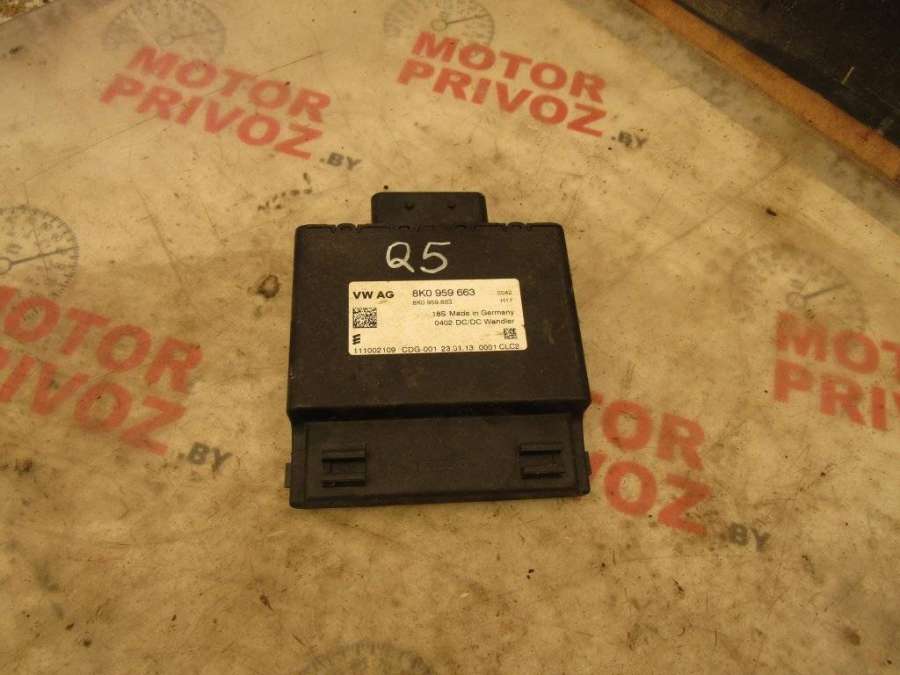 MOTOR
PRIVOZ.BY
MOTOR
PRIVOZ.BY
Q5
VW AG 8K0 959 663
8K0 959 663 H17
18S Made in Germany
0402 DC/DC Wandler
111002109 CDG-001 23.01.13 0001 CLC2
MOTOR
PRIVOZ.BY
MOTOR
PRIVOZ.BY